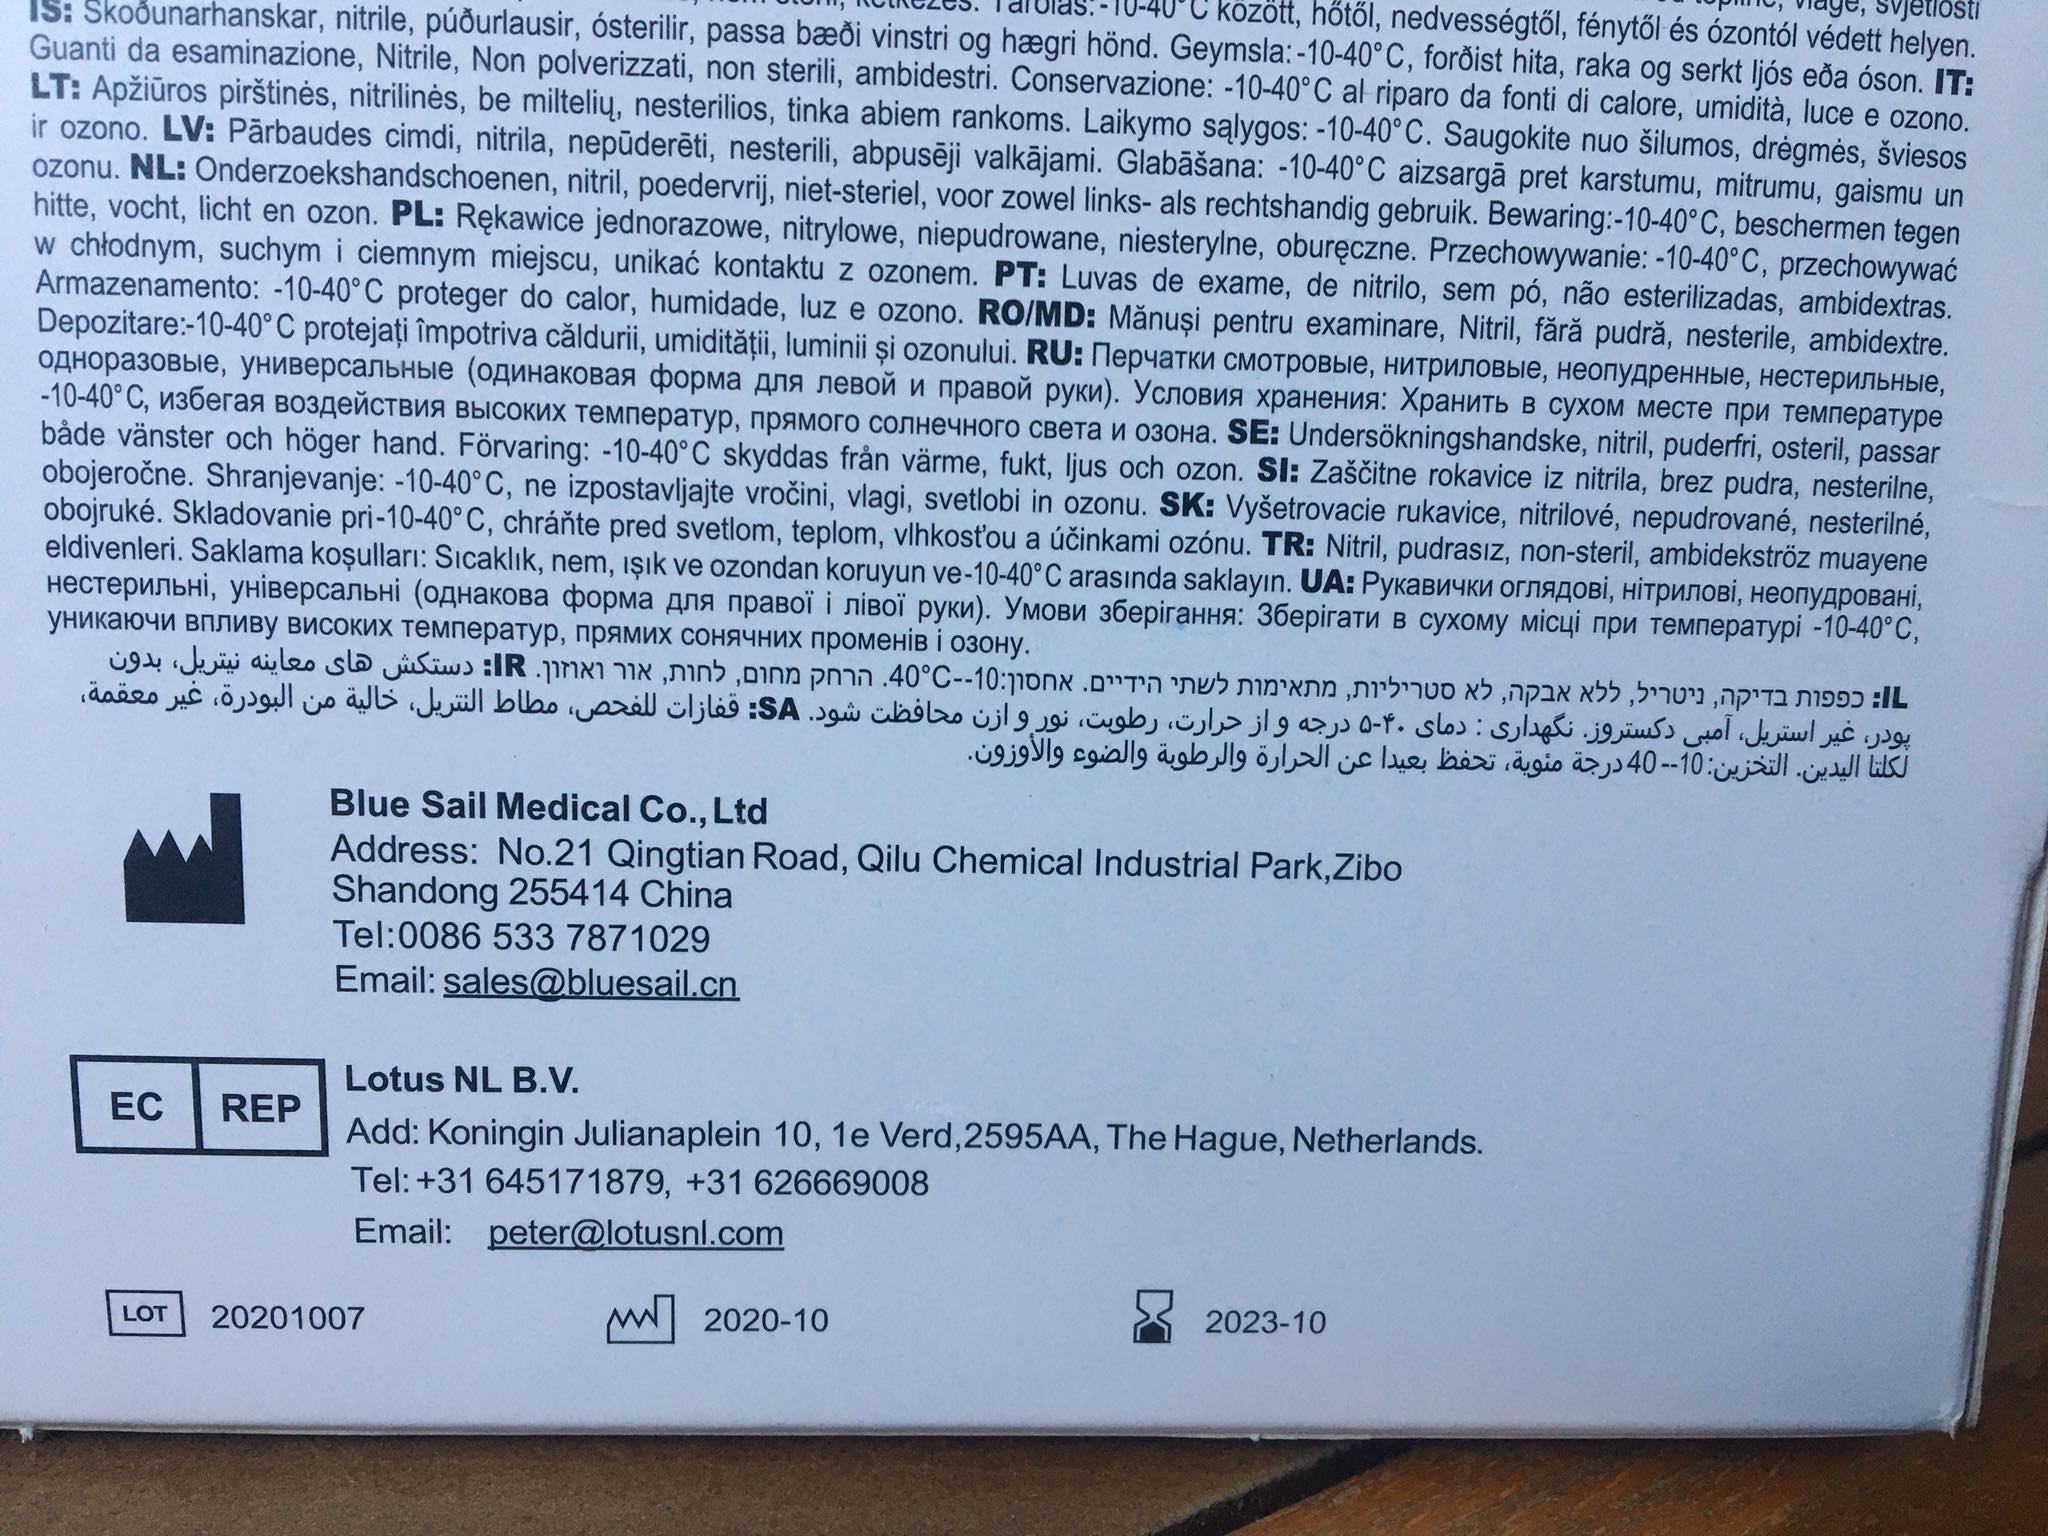 ketkezes. Tárolás:-10-40°C között, hőtől, nedvességtől, fénytől és ózontól védett helyen.
IS: Skoðunarhanskar, nitrile, púðurlausir, ósterilir, passa bæði vinstri og hægri hönd. Geymsla:-10-40°C, forðist hita, raka og serkt ljós eða óson. IT:
Guanti da esaminazione, Nitrile, Non polverizzati, non sterili, ambidestri. Conservazione: -10-40°C al riparo da fonti di calore, umidità, luce e ozono.
LT: Apžiūros pirštinės, nitrilinės, be miltelių, nesterilios, tinka abiem rankoms. Laikymo sąlygos: -10-40°C. Saugokite nuo šilumos, drėgmės, šviesos
ir ozono. LV: Pārbaudes cimdi, nitrila, nepūderēti, nesterili, abpusēji valkājami. Glabāšana: -10-40°C aizsargā pret karstumu, mitrumu, gaismu un
ozonu. NL: Onderzoekshandschoenen, nitril, poedervrij, niet-steriel, voor zowel links- als rechtshandig gebruik. Bewaring:-10-40°C, beschermen tegen
hitte, vocht, licht en ozon. PL: Rękawice jednorazowe, nitrylowe, niepudrowane, niesterylne, oburęczne. Przechowywanie: -10-40°C, przechowywać
w chłodnym, suchym i ciemnym miejscu, unikać kontaktu z ozonem. PT: Luvas de exame, de nitrilo, sem pó, não esterilizadas, ambidextras.
Armazenamento: -10-40°C proteger do calor, humidade, luz e ozono. RO/MD: Mănuși pentru examinare, Nitril, fără pudră, nesterile, ambidextre.
Depozitare:-10-40°C protejați împotriva căldurii, umidității, luminii și ozonului. RU: Перчатки смотровые, нитриловые, неопудренные, нестерильные,
одноразовые, универсальные (одинаковая форма для левой и правой руки). Условия хранения: Хранить в сухом месте при температуре
-10-40°C, избегая воздействия высоких температур, прямого солнечного света и озона. SE: Undersökningshandske, nitril, puderfri, osteril, passar
både vänster och höger hand. Förvaring: -10-40°C skyddas från värme, fukt, ljus och ozon. SI: Zaščitne rokavice iz nitrila, brez pudra, nesterilne,
obojeročne. Shranjevanje: -10-40°C, ne izpostavljajte vročini, vlagi, svetlobi in ozonu. SK: Vyšetrovacie rukavice, nitrilové, nepudrované, nesterilné,
obojruké. Skladovanie pri-10-40°C, chráňte pred svetlom, teplom, vlhkosťou a účinkami ozónu. TR: Nitril, pudrasız, non-steril, ambidekströz muayene
eldivenleri. Saklama koşulları: Sıcaklık, nem, ışık ve ozondan koruyun ve-10-40°C arasında saklayın. UA: Рукавички оглядові, нітрилові, неопудровані,
нестерильні, універсальні (однакова форма для правої і лівої руки). Умови зберігання: Зберігати в сухому місці при температурі -10-40°C,
уникаючи впливу високих температур, прямих сонячних променів і озону.
IL: כפפות בדיקה, ניטריל, ללא אבקה, לא סטריליות, מתאימות לשתי הידיים. אחסון:10--40°C. הרחק מחום, לחות, אור ואוזון. IR: دستکش های معاینه نیتریل، بدون
پودر، غیر استریل، آمبی دکستروز. نگهداری : دمای ۴۰-۵ درجه و از حرارت، رطوبت، نور و ازن محافظت شود. SA: قفازات للفحص، مطاط النتريل، خالية من البودرة، غير معقمة،
لكلتا اليدين. التخزين:10--40 درجة مئوية، تحفظ بعيدا عن الحرارة والرطوبة والضوء والأوزون.
Blue Sail Medical Co., Ltd
Address: No.21 Qingtian Road, Qilu Chemical Industrial Park,Zibo
Shandong 255414 China
Tel:0086 533 7871029
Email: sales@bluesail.cn
EC REP
Lotus NL B.V.
Add: Koningin Julianaplein 10, 1e Verd,2595AA, The Hague, Netherlands.
Tel: +31 645171879, +31 626669008
Email: peter@lotusnl.com
LOT 20201007 2020-10 2023-10